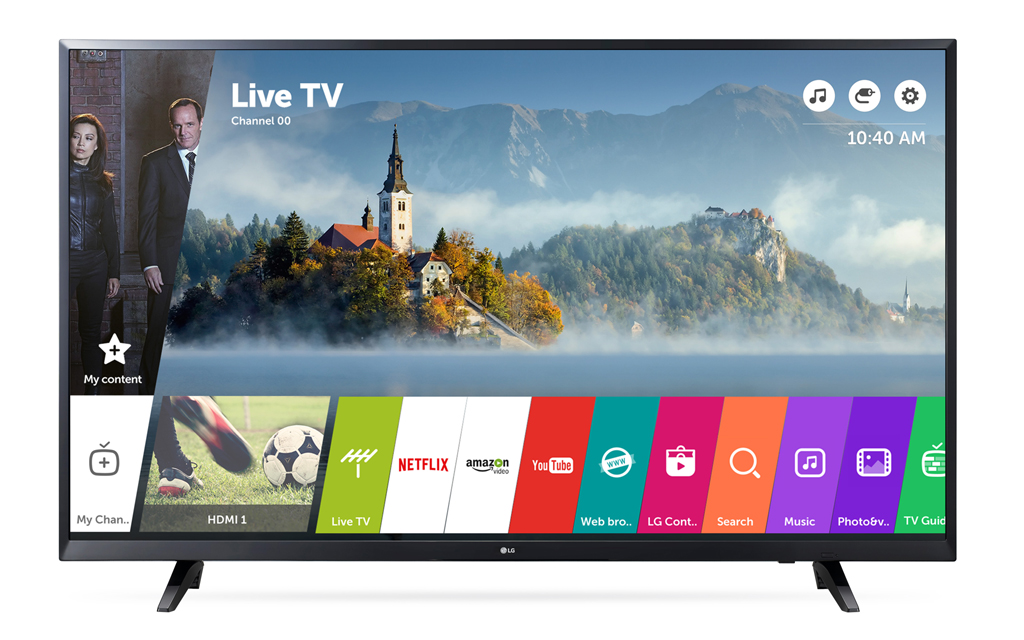 Live TV
Channel 00
10:40 AM
My content
My Chan..
HDMI 1
Live TV
NETFLIX
amazon
video
YouTube
www
Web bro..
LG Cont..
Search
Music
Photo&v..
TV Guid
LG